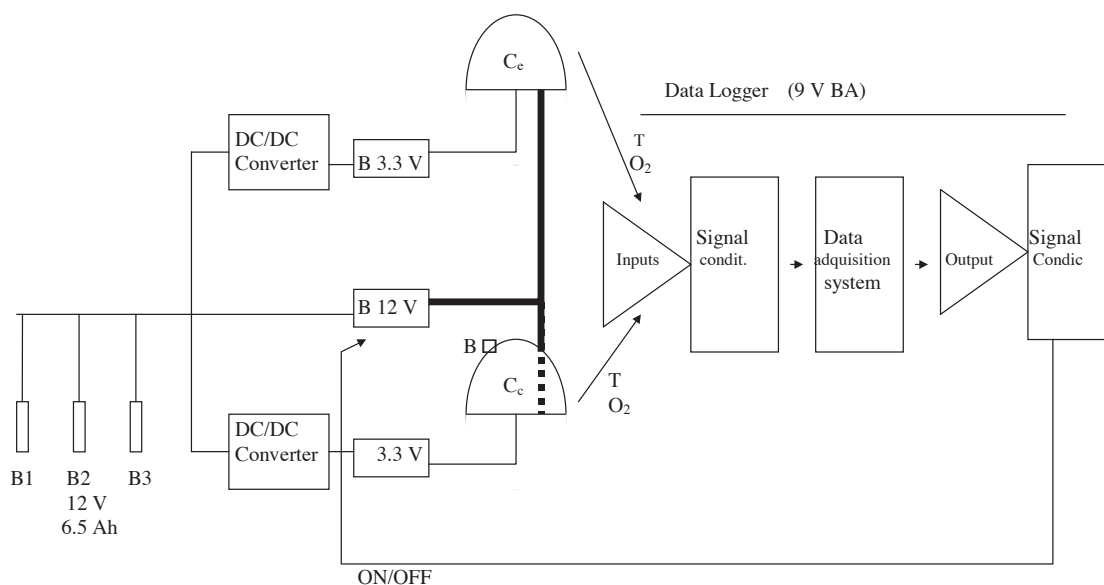 Cₑ
Data Logger (9 V BA)
DC/DC
Converter
B 3.3 V
T
O₂
Inputs
Signal
condit.
Data
adquisition
system
Output
Signal
Condic
B 12 V
B
C꜀
T
O₂
DC/DC
Converter
3.3 V
B1
B2
B3
12 V
6.5 Ah
ON/OFF